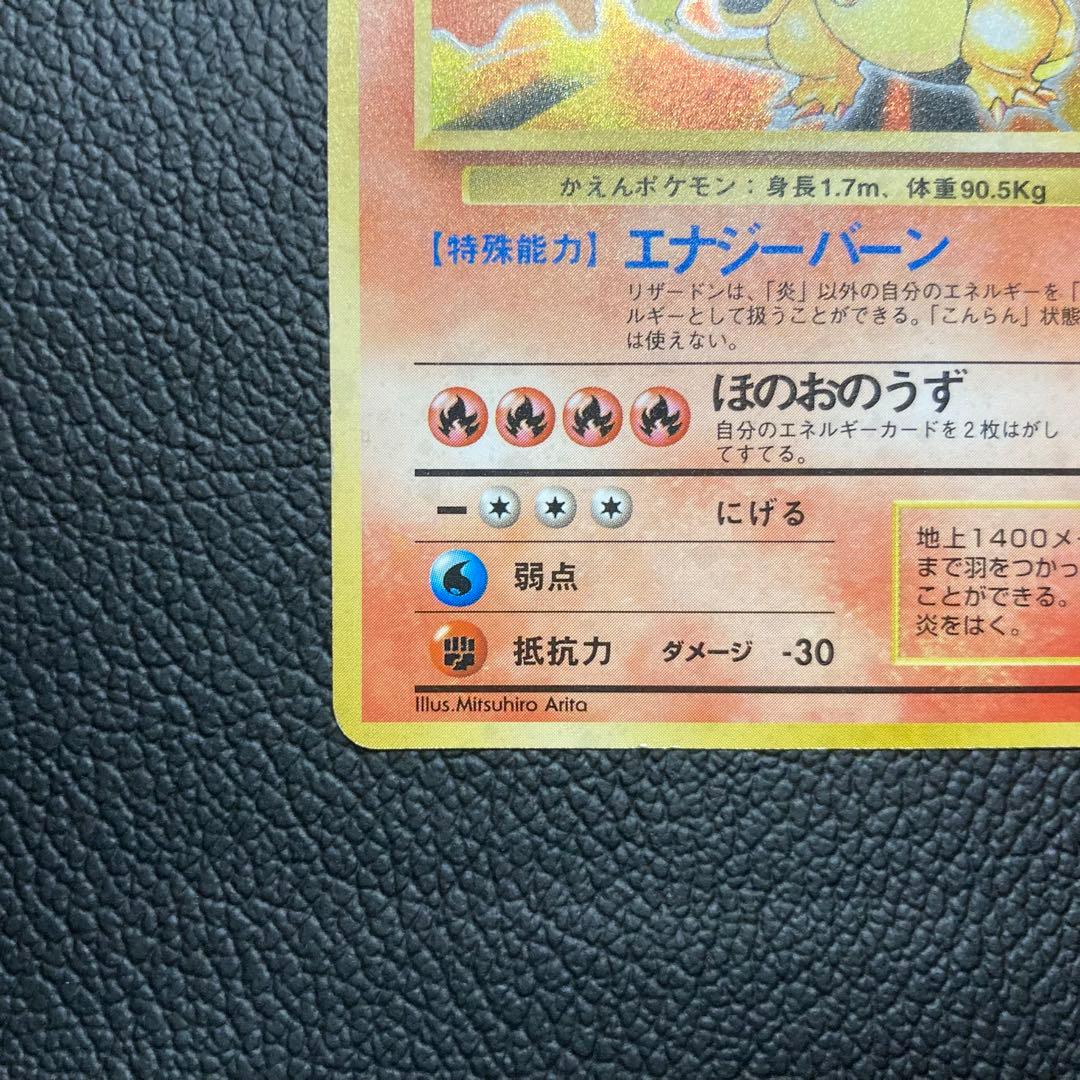 かえんポケモン：身長1.7m、体重90.5Kg
【特殊能力】 エナジーバーン
リザードンは、「炎」以外の自分のエネルギーを「
ルギーとして扱うことができる。「こんらん」状態
は使えない。
ほのおのうず
自分のエネルギーカードを2枚はがし
てすてる。
にげる
弱点
抵抗力 ダメージ -30
地上1400メ
まで羽をつかっ
ことができる。
炎をはく。
Illus.Mitsuhiro Arita